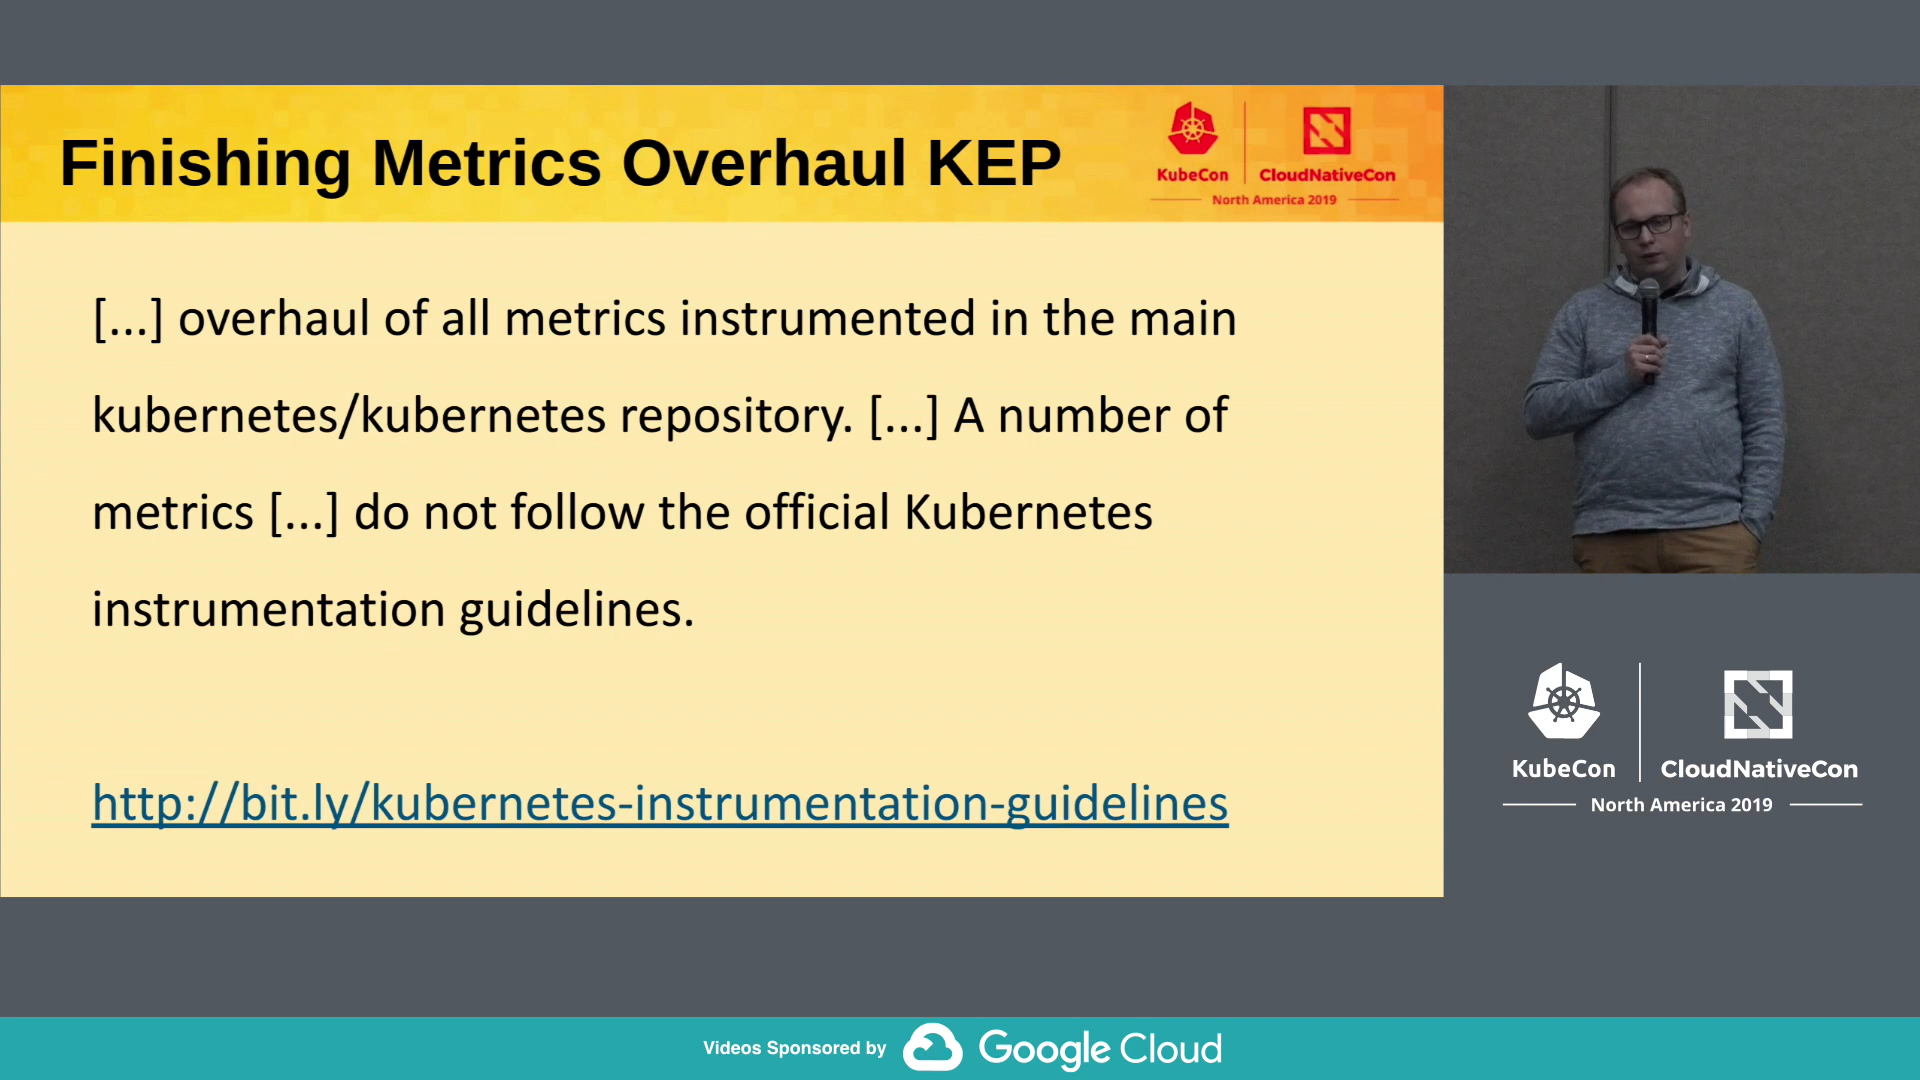 Finishing Metrics Overhaul KEP
KubeCon
CloudNativeCon
North America 2019
[...] overhaul of all metrics instrumented in the main
kubernetes/kubernetes repository. [...] A number of
metrics [...] do not follow the official Kubernetes
instrumentation guidelines.
http://bit.ly/kubernetes-instrumentation-guidelines
KubeCon
CloudNativeCon
North America 2019
Videos Sponsored by Google Cloud